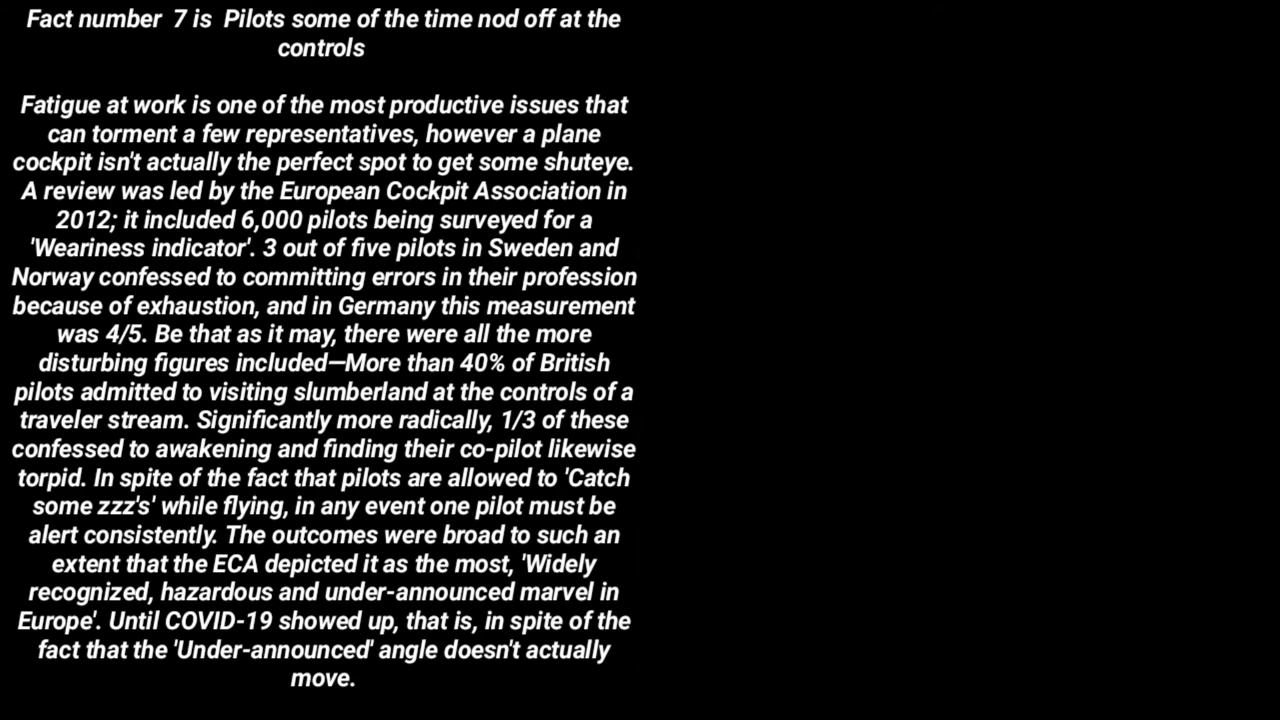 Fact number 7 is Pilots some of the time nod off at the
controls
Fatigue at work is one of the most productive issues that
can torment a few representatives, however a plane
cockpit isn't actually the perfect spot to get some shuteye.
A review was led by the European Cockpit Association in
2012; it included 6,000 pilots being surveyed for a
'Weariness indicator'. 3 out of five pilots in Sweden and
Norway confessed to committing errors in their profession
because of exhaustion, and in Germany this measurement
was 4/5. Be that as it may, there were all the more
disturbing figures included—More than 40% of British
pilots admitted to visiting slumberland at the controls of a
traveler stream. Significantly more radically, 1/3 of these
confessed to awakening and finding their co-pilot likewise
torpid. In spite of the fact that pilots are allowed to 'Catch
some zzz's' while flying, in any event one pilot must be
alert consistently. The outcomes were broad to such an
extent that the ECA depicted it as the most, 'Widely
recognized, hazardous and under-announced marvel in
Europe'. Until COVID-19 showed up, that is, in spite of the
fact that the 'Under-announced' angle doesn't actually
move.